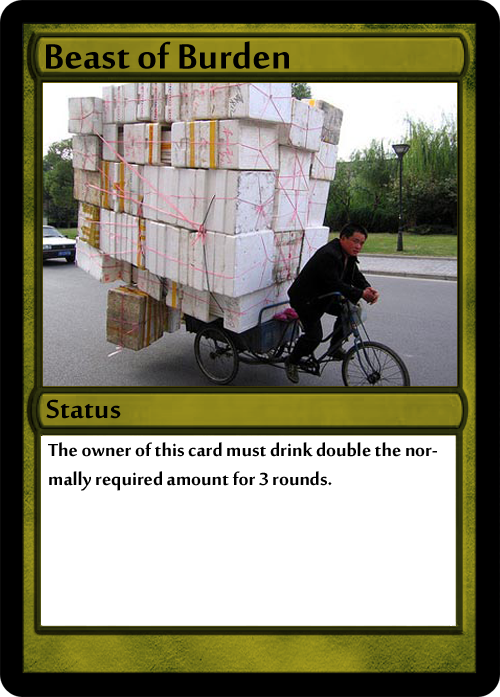 Beast of Burden
Status
The owner of this card must drink double the nor-
mally required amount for 3 rounds.